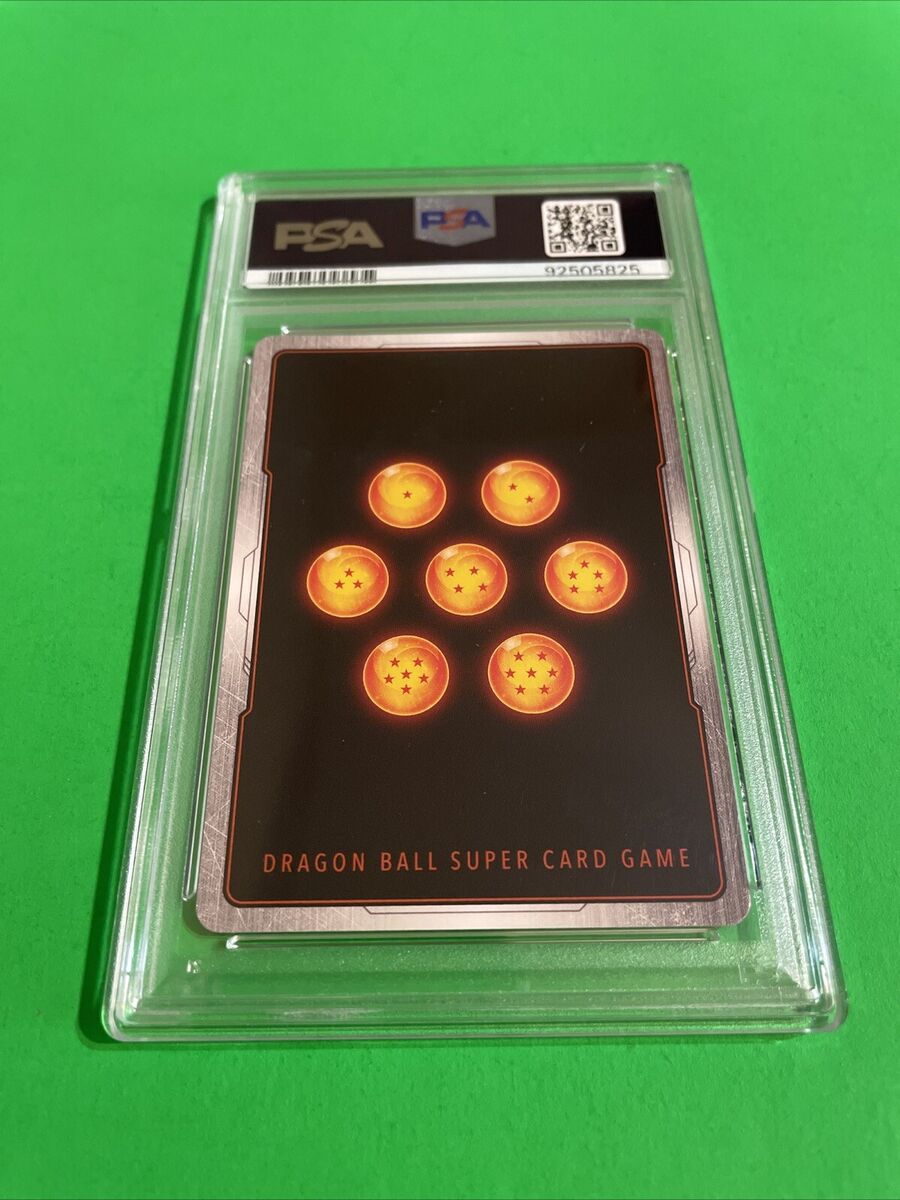 PSA PSA
92505825
DRAGON BALL SUPER CARD GAME